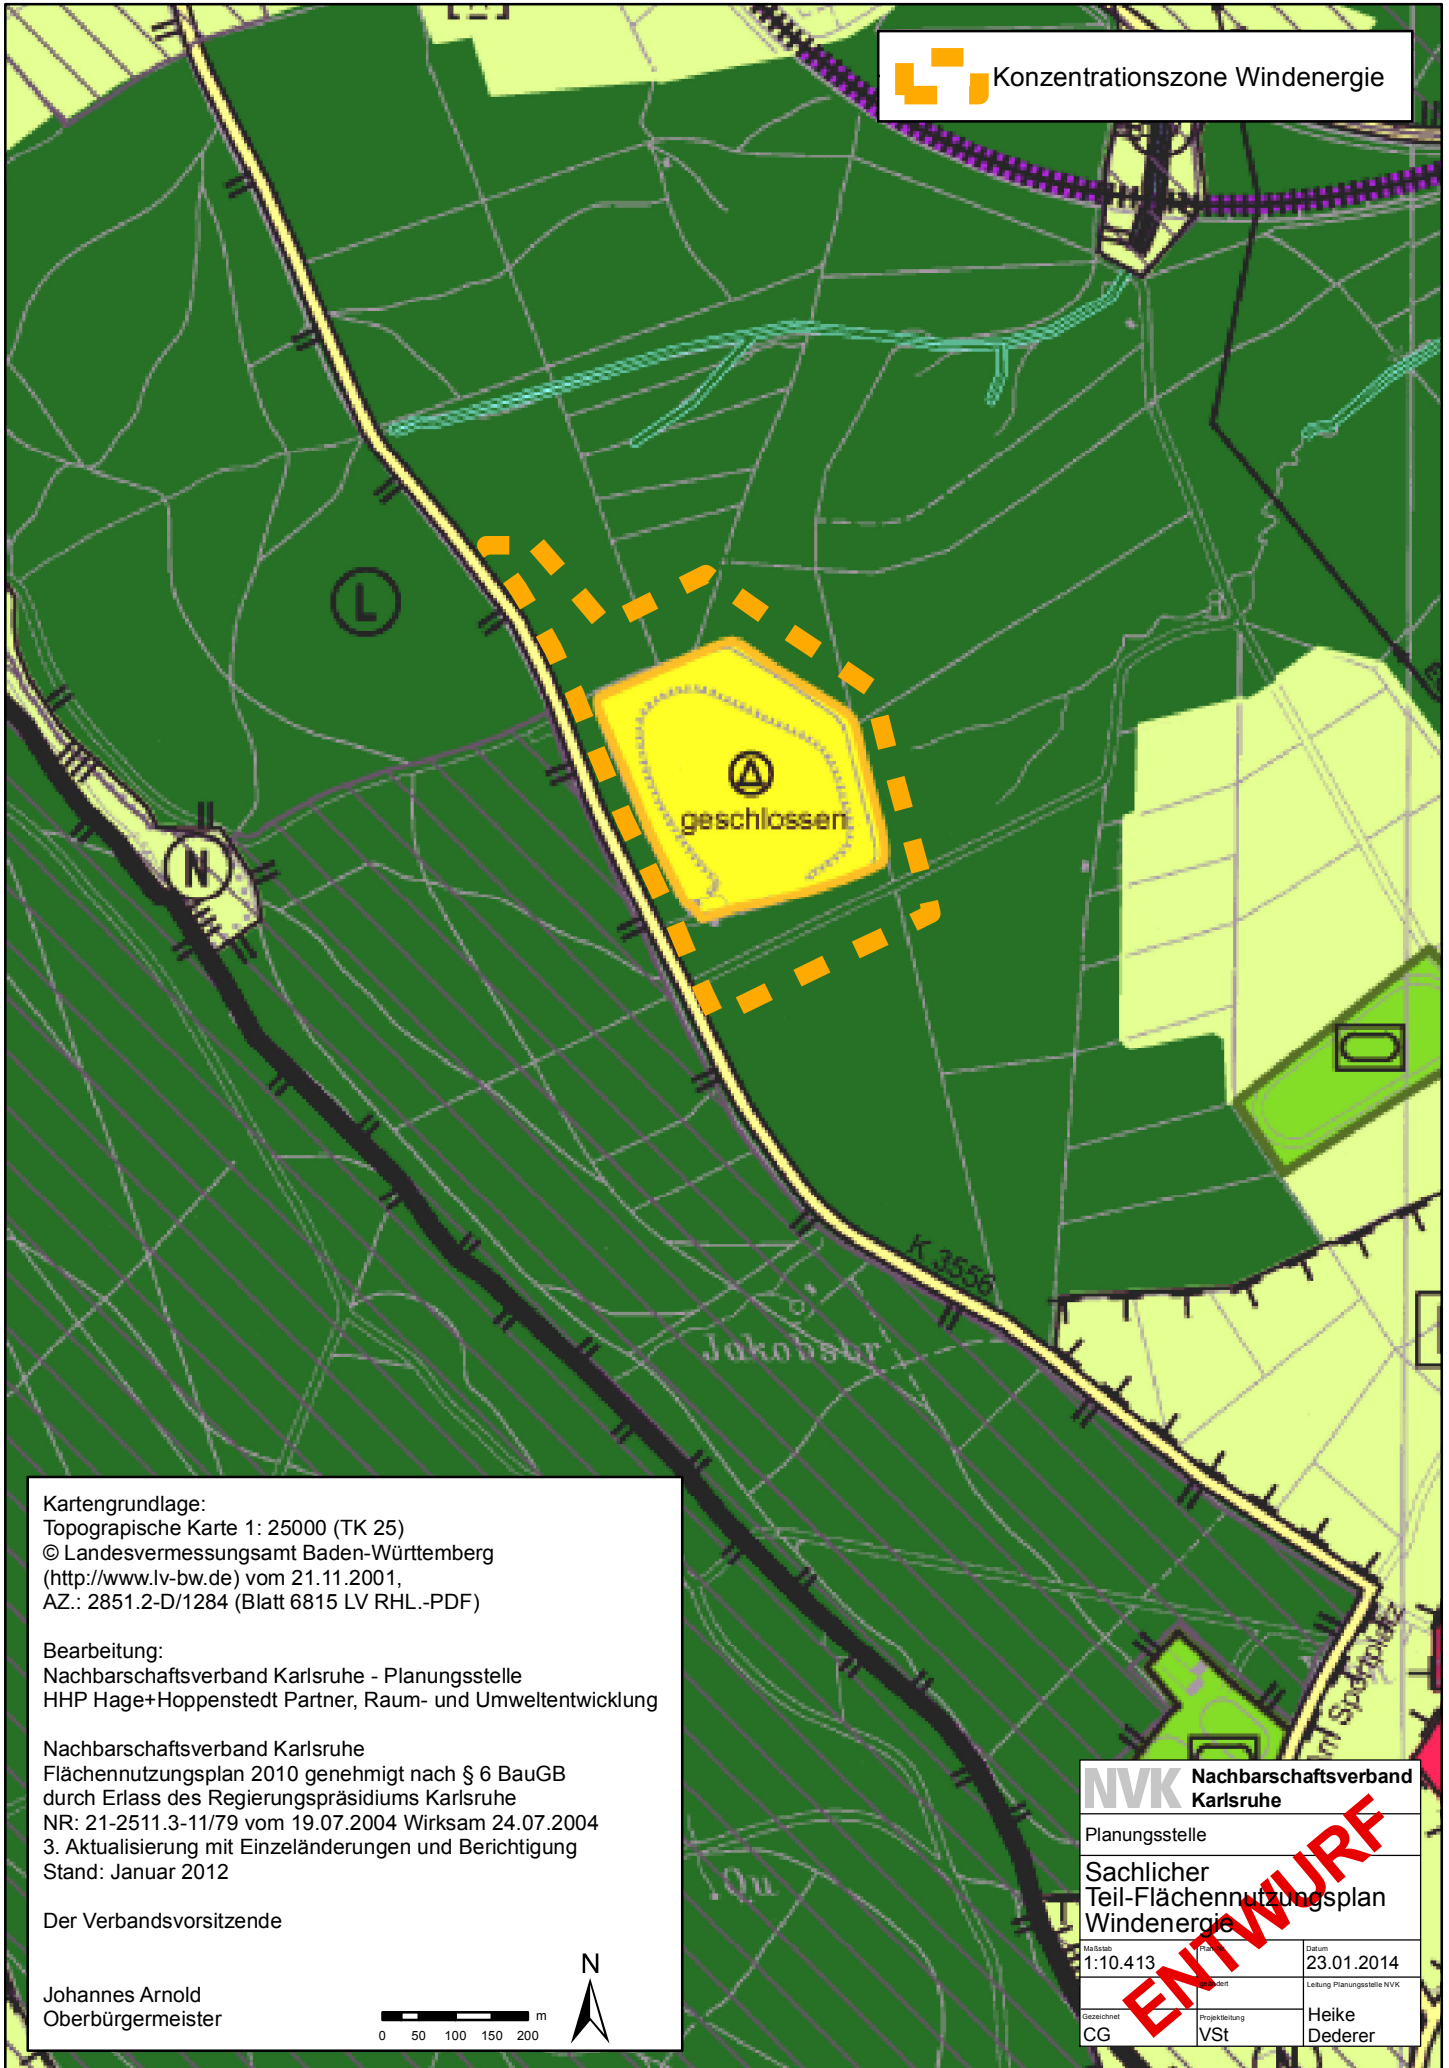 Konzentrationszone Windenergie
L
geschlossen
N
K 3556
Jakobsbr
Am Sportplatz
Qu
Kartengrundlage:
Topograpische Karte 1: 25000 (TK 25)
© Landesvermessungsamt Baden-Württemberg
(http://www.lv-bw.de) vom 21.11.2001,
AZ.: 2851.2-D/1284 (Blatt 6815 LV RHL.-PDF)
Bearbeitung:
Nachbarschaftsverband Karlsruhe - Planungsstelle
HHP Hage+Hoppenstedt Partner, Raum- und Umweltentwicklung
Nachbarschaftsverband Karlsruhe
Flächennutzungsplan 2010 genehmigt nach § 6 BauGB
durch Erlass des Regierungspräsidiums Karlsruhe
NR: 21-2511.3-11/79 vom 19.07.2004 Wirksam 24.07.2004
3. Aktualisierung mit Einzeländerungen und Berichtigung
Stand: Januar 2012
Der Verbandsvorsitzende
Johannes Arnold
Oberbürgermeister
N
m
0 50 100 150 200
NVK Nachbarschaftsverband
Karlsruhe
Planungsstelle
Sachlicher
Teil-Flächennutzungsplan
Windenergie
ENTWURF
Maßstab
1:10.413
Datum
23.01.2014
geändert
Leitung Planungsstelle NVK
Heike
Dederer
Gezeichnet
CG
Projektleitung
VSt